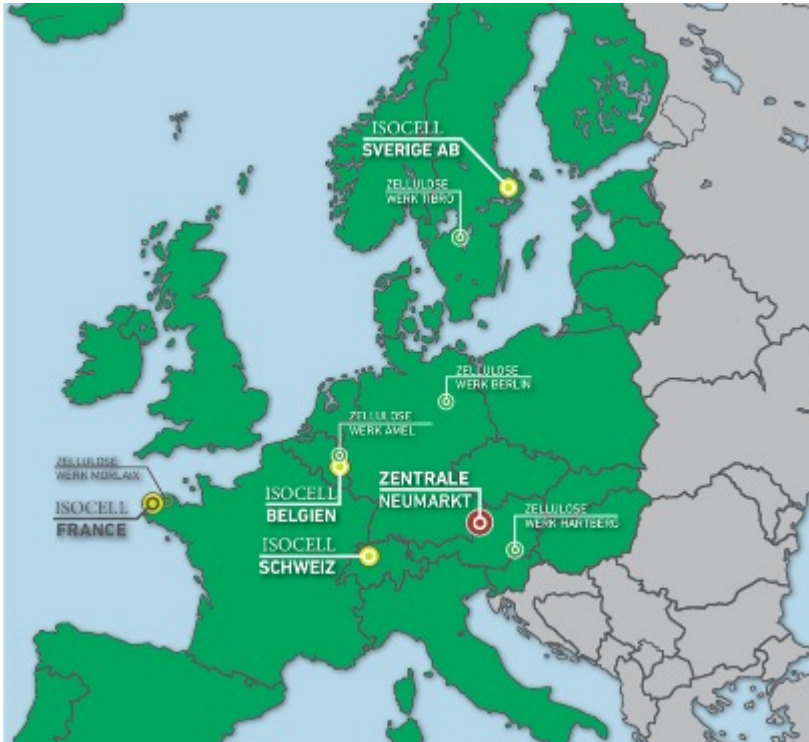 ISOCELL
SVERIGE AB
ZELLULOSE
WERK TIBRO
ZELLULOSE
WERK BERLIN
ZELLULOSE
WERK AMEL
ZELLULOSE
WERK MORLAIX
ISOCELL
FRANCE
ISOCELL
BELGIEN
ZENTRALE
NEUMARKT
ZELLULOSE
WERK HARTBERG
ISOCELL
SCHWEIZ